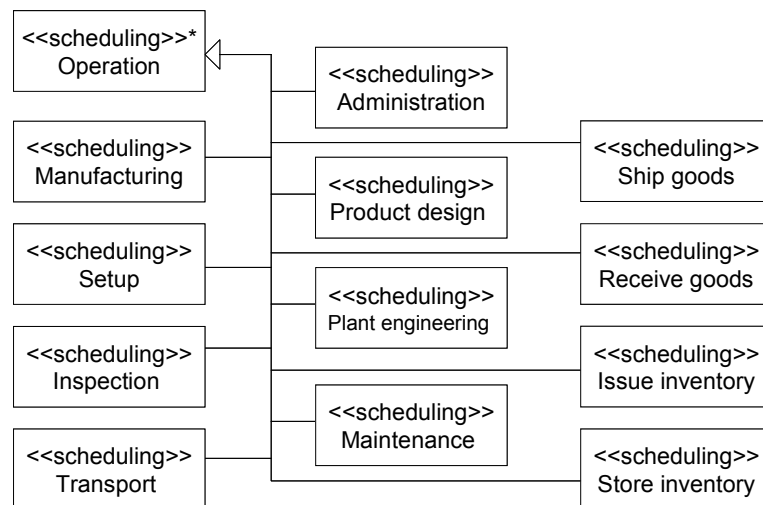 <<scheduling>>*
Operation
<<scheduling>>
Administration
<<scheduling>>
Manufacturing
<<scheduling>>
Ship goods
<<scheduling>>
Product design
<<scheduling>>
Setup
<<scheduling>>
Receive goods
<<scheduling>>
Plant engineering
<<scheduling>>
Inspection
<<scheduling>>
Issue inventory
<<scheduling>>
Maintenance
<<scheduling>>
Transport
<<scheduling>>
Store inventory